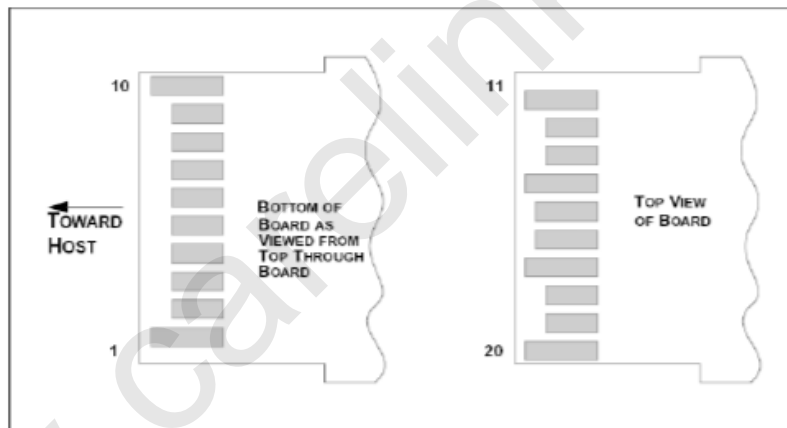 10
TOWARD
HOST
BOTTOM OF
BOARD AS
VIEWED FROM
TOP THROUGH
BOARD
1
11
TOP VIEW
OF BOARD
20